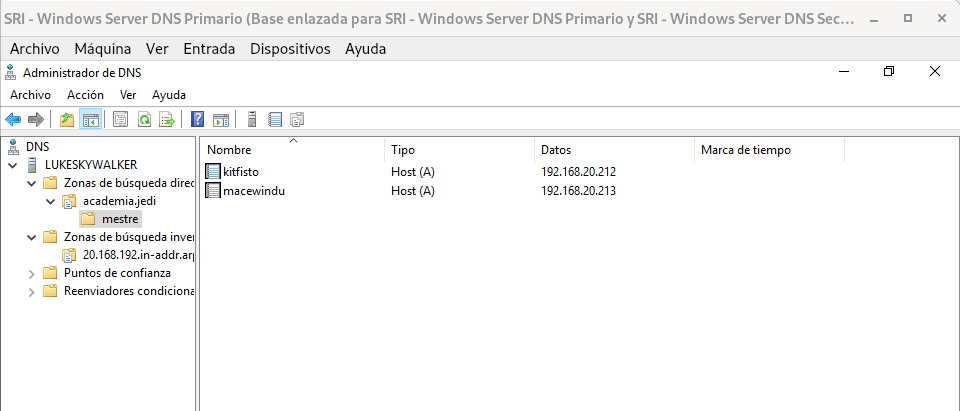 SRI - Windows Server DNS Primario (Base enlazada para SRI - Windows Server DNS Primario y SRI - Windows Server DNS Sec...
Archivo Máquina Ver Entrada Dispositivos Ayuda
Administrador de DNS
Archivo Acción Ver Ayuda
DNS
LUKESKYWALKER
Zonas de búsqueda direc
academia.jedi
mestre
Zonas de búsqueda inver
20.168.192.in-addr.arp
Puntos de confianza
Reenviadores condiciona
Nombre Tipo Datos Marca de tiempo
kitfisto Host (A) 192.168.20.212
macewindu Host (A) 192.168.20.213